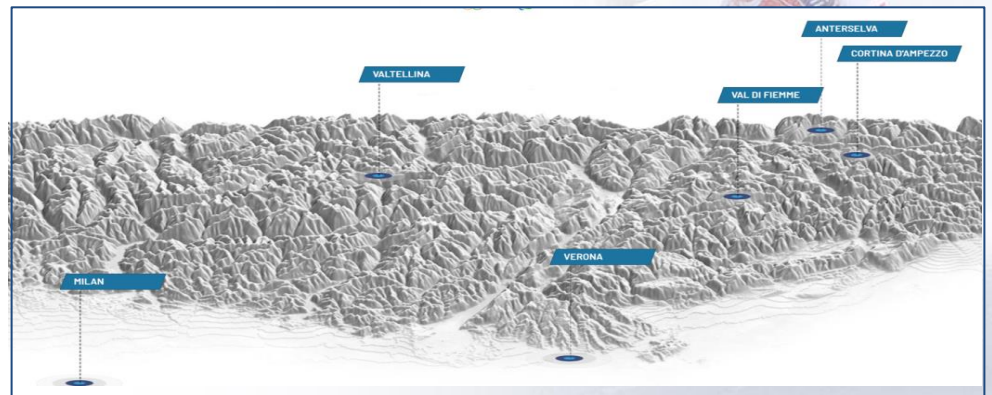 ANTERSELVA
CORTINA D'AMPEZZO
VALTELLINA
VAL DI FIEMME
VERONA
MILAN